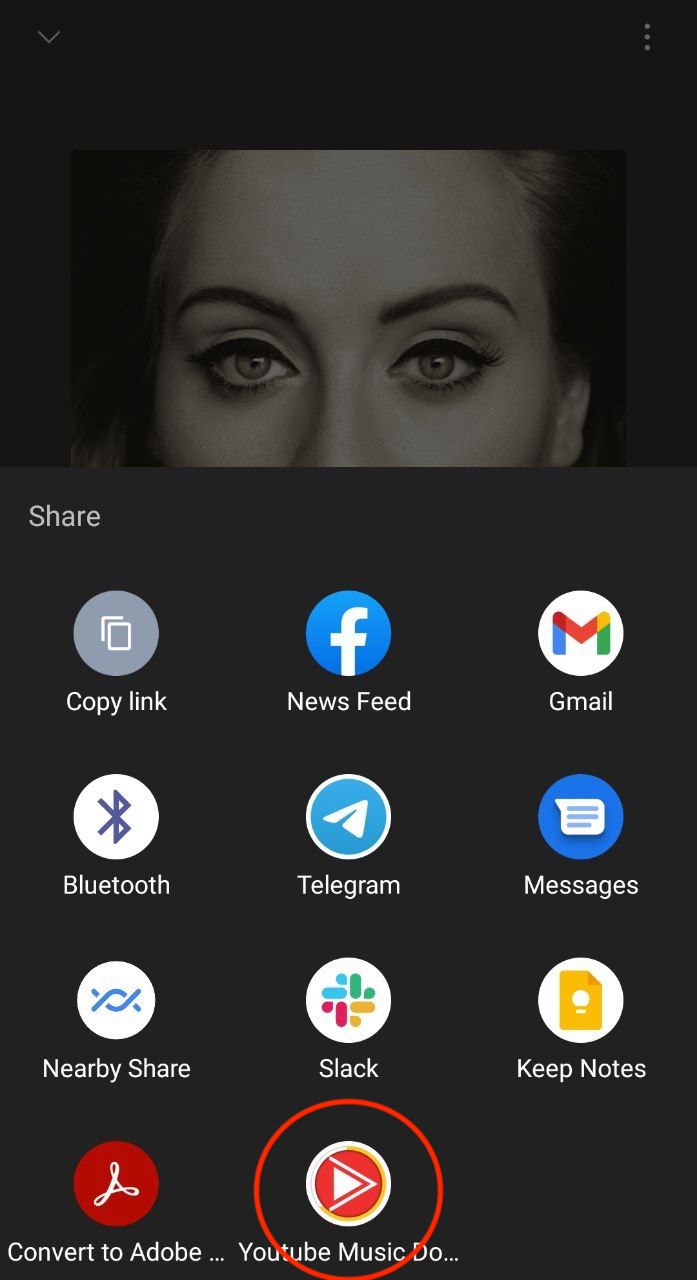 Share
Copy link
News Feed
Gmail
Bluetooth
Telegram
Messages
Nearby Share
Slack
Keep Notes
Convert to Adobe ...
Youtube Music Do...